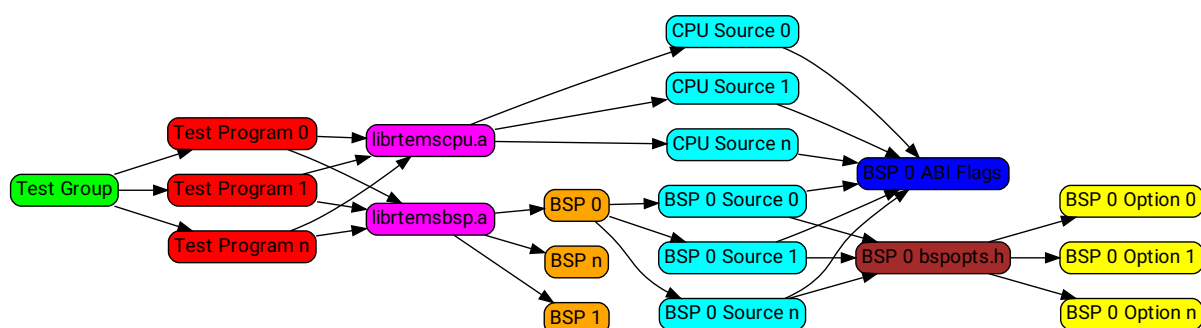 Test Group
Test Program 0
Test Program 1
Test Program n
librtemscpu.a
librtemsbsp.a
BSP 0
BSP n
BSP 1
CPU Source 0
CPU Source 1
CPU Source n
BSP 0 Source 0
BSP 0 Source 1
BSP 0 Source n
BSP 0 ABI Flags
BSP 0 bspopts.h
BSP 0 Option 0
BSP 0 Option 1
BSP 0 Option n